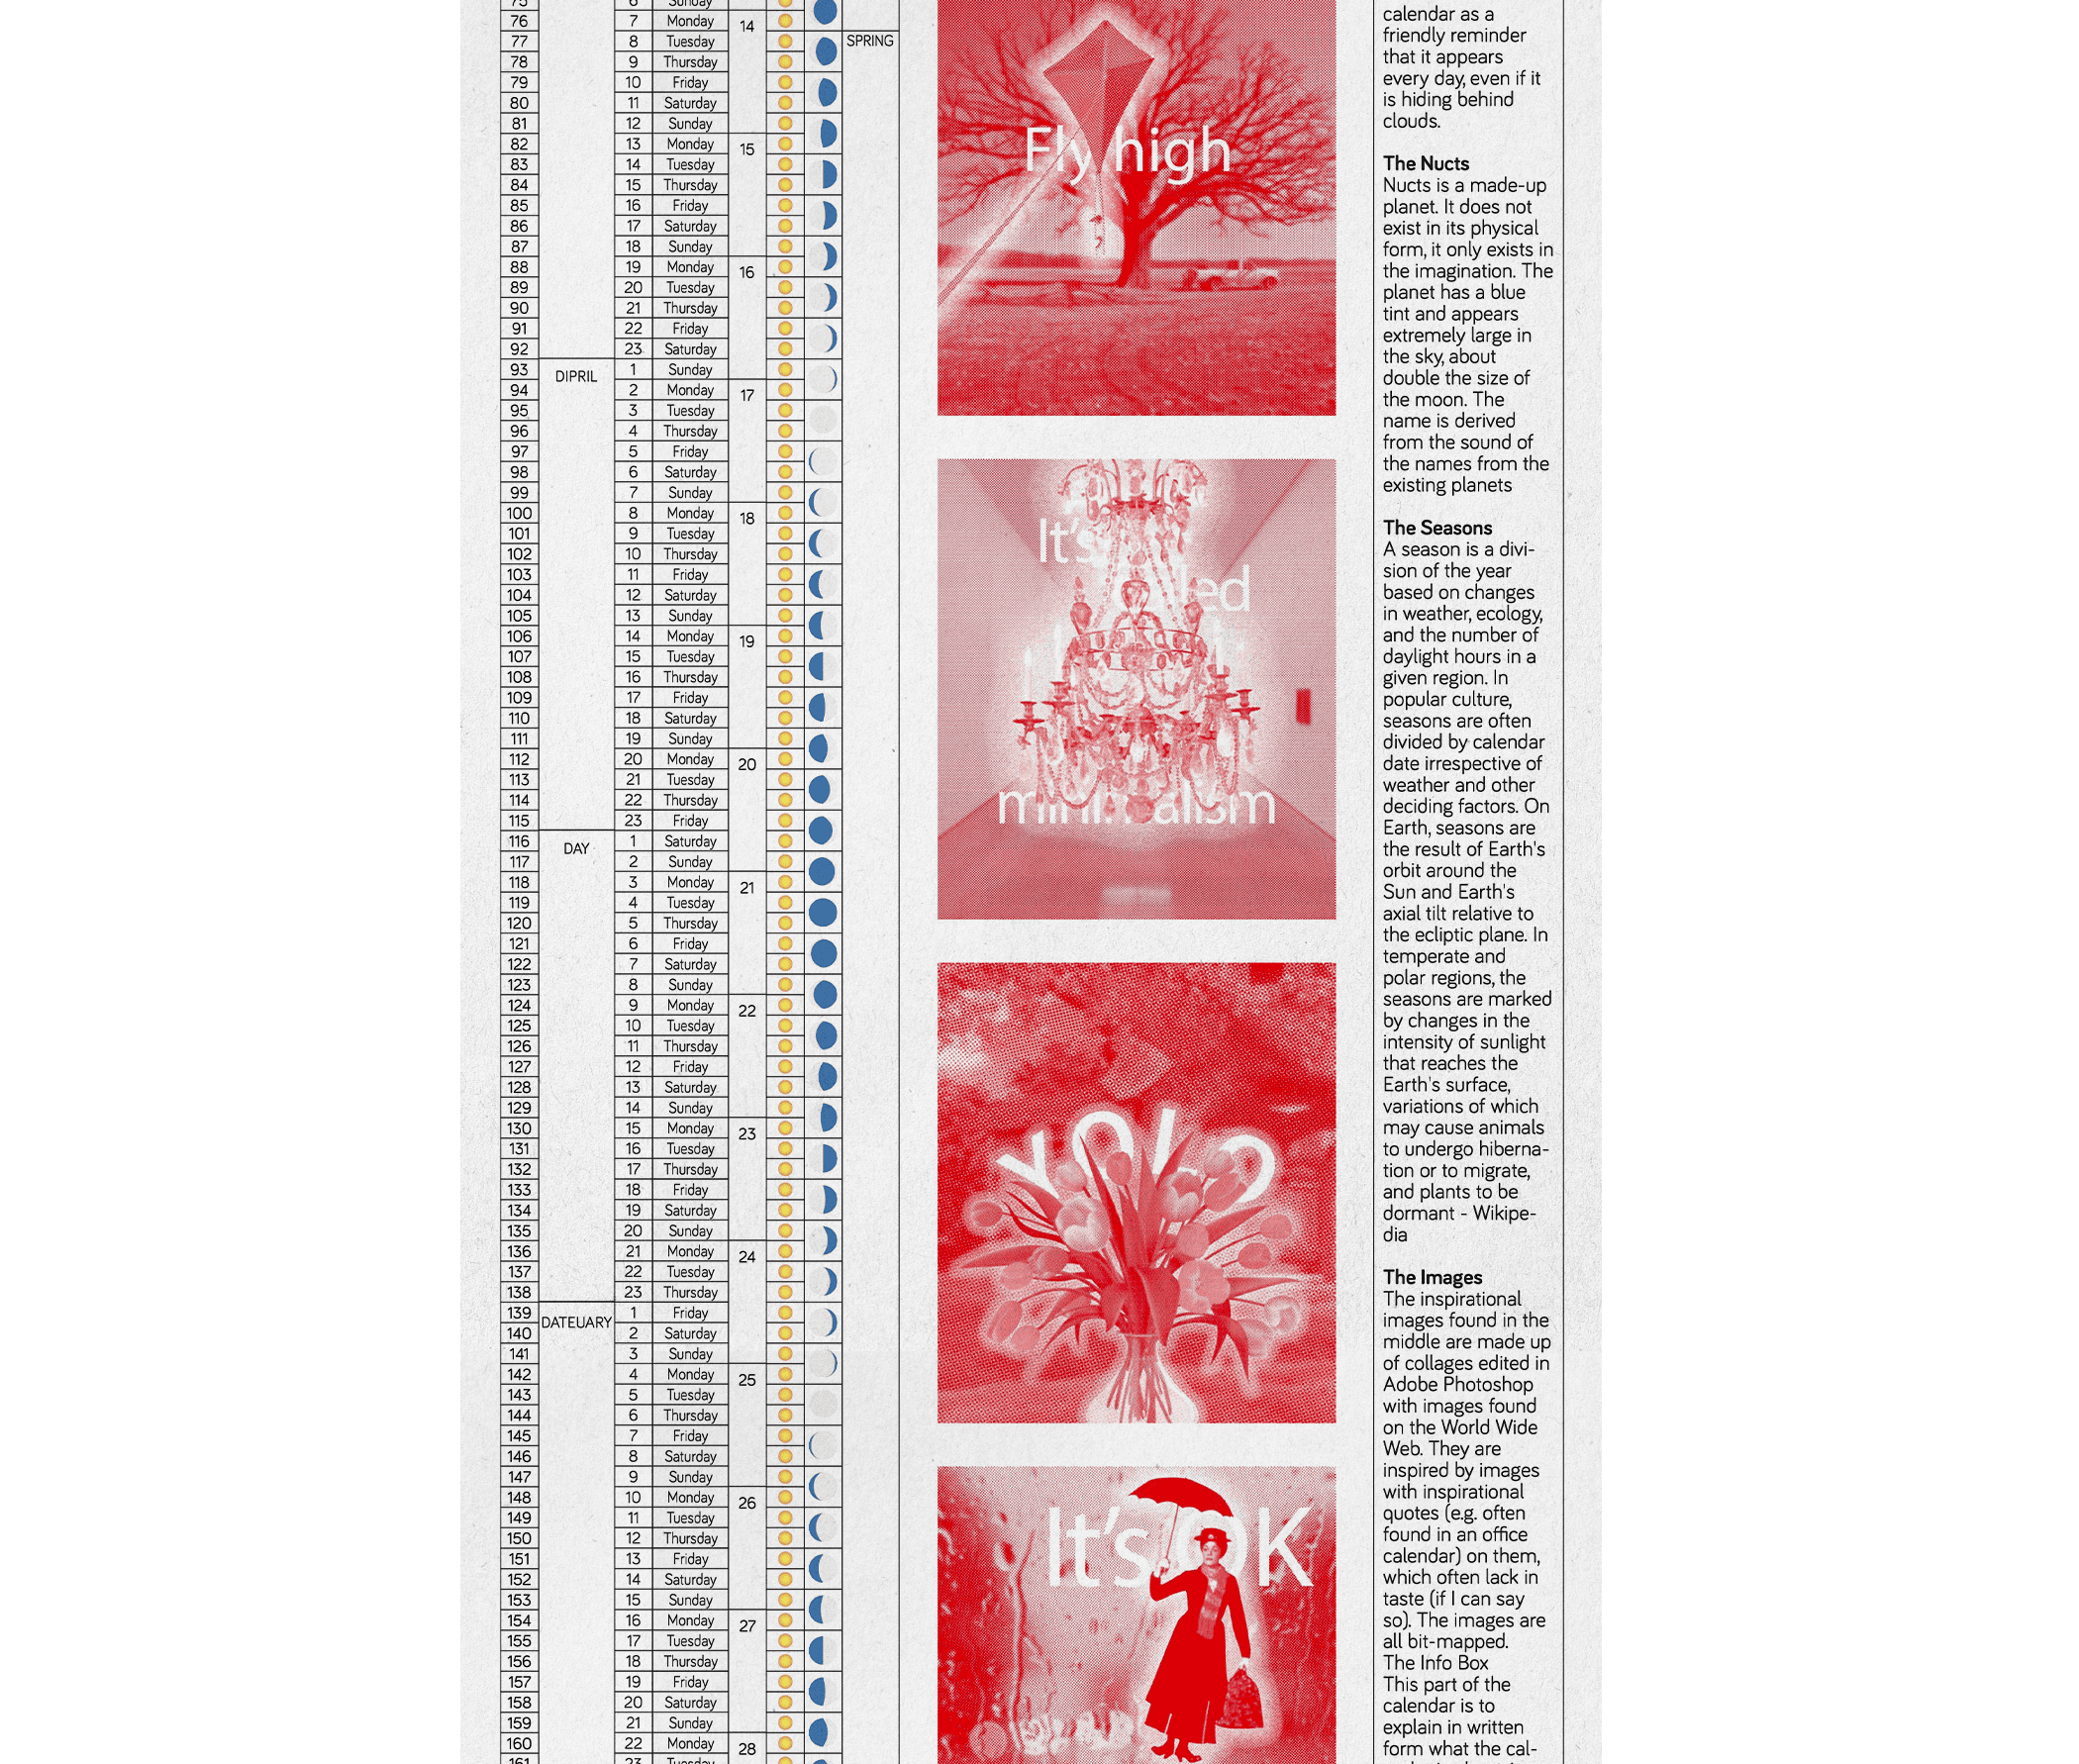 75 6 Sunday
76 7 Monday 14
77 8 Tuesday SPRING
78 9 Thursday
79 10 Friday
80 11 Saturday
81 12 Sunday
82 13 Monday 15
83 14 Tuesday
84 15 Thursday
85 16 Friday
86 17 Saturday
87 18 Sunday
88 19 Monday 16
89 20 Tuesday
90 21 Thursday
91 22 Friday
92 23 Saturday
93 DIPRIL 1 Sunday
94 2 Monday 17
95 3 Tuesday
96 4 Thursday
97 5 Friday
98 6 Saturday
99 7 Sunday
100 8 Monday 18
101 9 Tuesday
102 10 Thursday
103 11 Friday
104 12 Saturday
105 13 Sunday
106 14 Monday 19
107 15 Tuesday
108 16 Thursday
109 17 Friday
110 18 Saturday
111 19 Sunday
112 20 Monday 20
113 21 Tuesday
114 22 Thursday
115 23 Friday
116 DAY 1 Saturday
117 2 Sunday
118 3 Monday 21
119 4 Tuesday
120 5 Thursday
121 6 Friday
122 7 Saturday
123 8 Sunday
124 9 Monday 22
125 10 Tuesday
126 11 Thursday
127 12 Friday
128 13 Saturday
129 14 Sunday
130 15 Monday 23
131 16 Tuesday
132 17 Thursday
133 18 Friday
134 19 Saturday
135 20 Sunday
136 21 Monday 24
137 22 Tuesday
138 23 Thursday
139 DATEUARY 1 Friday
140 2 Saturday
141 3 Sunday
142 4 Monday 25
143 5 Tuesday
144 6 Thursday
145 7 Friday
146 8 Saturday
147 9 Sunday
148 10 Monday 26
149 11 Tuesday
150 12 Thursday
151 13 Friday
152 14 Saturday
153 15 Sunday
154 16 Monday 27
155 17 Tuesday
156 18 Thursday
157 19 Friday
158 20 Saturday
159 21 Sunday
160 22 Monday 28
161 23 Tuesday
Fly high
It's
minimalism
YOLO
It's OK
calendar as a
friendly reminder
that it appears
every day, even if it
is hiding behind
clouds.
The Nucts
Nucts is a made-up
planet. It does not
exist in its physical
form, it only exists in
the imagination. The
planet has a blue
tint and appears
extremely large in
the sky, about
double the size of
the moon. The
name is derived
from the sound of
the names from the
existing planets
The Seasons
A season is a divi-
sion of the year
based on changes
in weather, ecology,
and the number of
daylight hours in a
given region. In
popular culture,
seasons are often
divided by calendar
date irrespective of
weather and other
deciding factors. On
Earth, seasons are
the result of Earth's
orbit around the
Sun and Earth's
axial tilt relative to
the ecliptic plane. In
temperate and
polar regions, the
seasons are marked
by changes in the
intensity of sunlight
that reaches the
Earth's surface,
variations of which
may cause animals
to undergo hiberna-
tion or to migrate,
and plants to be
dormant - Wikipe-
dia
The Images
The inspirational
images found in the
middle are made up
of collages edited in
Adobe Photoshop
with images found
on the World Wide
Web. They are
inspired by images
with inspirational
quotes (e.g. often
found in an office
calendar) on them,
which often lack in
taste (if I can say
so). The images are
all bit-mapped.
The Info Box
This part of the
calendar is to
explain in written
form what the cal-